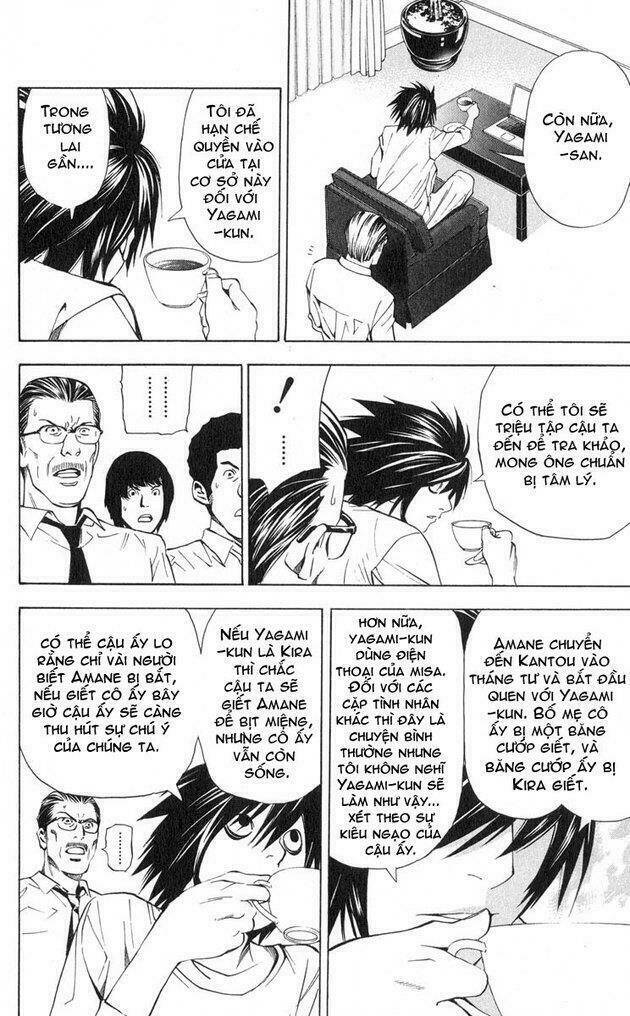 CÒN NỮA,
YAGAMI
-SAN.
TÔI ĐÃ
HẠN CHẾ
QUYỀN VÀO
CỬA TẠI
CƠ SỞ NÀY
ĐỐI VỚI
YAGAMI-
KUN.
TRONG
TƯƠNG
LAI
GẦN....
CÓ THỂ TÔI SẼ
TRIỆU TẬP CẬU TA
ĐẾN ĐỂ TRA KHẢO,
MONG ÔNG CHUẨN
BỊ TÂM LÝ.
!
......
......
AMANE CHUYỂN
ĐẾN KANTOU VÀO
THÁNG TƯ VÀ BẮT ĐẦU
QUEN VỚI YAGAMI-
KUN. BỐ MẸ CÔ
ẤY BỊ MỘT BĂNG
CƯỚP GIẾT, VÀ
BĂNG CƯỚP ẤY BỊ
KIRA GIẾT.
HƠN NỮA,
YAGAMI-KUN
DÙNG ĐIỆN
THOẠI CỦA MISA.
ĐỐI VỚI CÁC
CẶP TÌNH NHÂN
KHÁC THÌ ĐÂY LÀ
CHUYỆN BÌNH
THƯỜNG NHƯNG
TÔI KHÔNG NGHĨ
YAGAMI-KUN SẼ
LÀM NHƯ VẬY...
XÉT THEO SỰ
KIÊU NGẠO CỦA
CẬU ẤY.
NẾU YAGAMI
-KUN LÀ KIRA
THÌ CHẮC
CẬU TA SẼ
GIẾT AMANE
ĐỂ BỊT MIỆNG,
NHƯNG CÔ ẤY
VẪN CÒN
SỐNG.
CÓ THỂ CẬU ẤY LO
RẰNG CHỈ VÀI NGƯỜI
BIẾT AMANE BỊ BẮT,
NẾU GIẾT CÔ ẤY BÂY
GIỜ CẬU ẤY SẼ CÀNG
THU HÚT SỰ CHÚ Ý
CỦA CHÚNG TA.
......